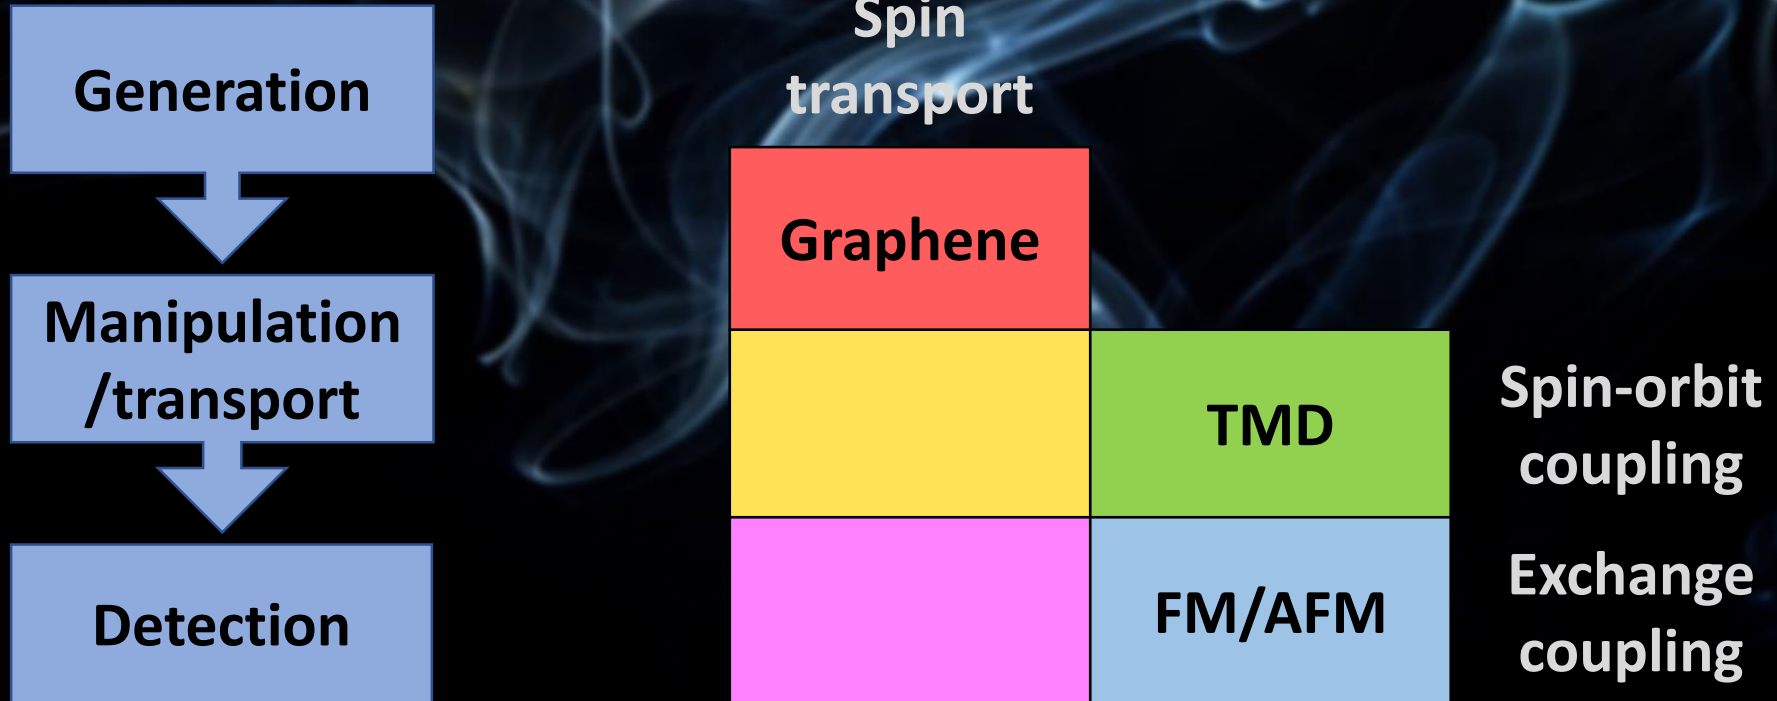 Generation
Manipulation
/transport
Detection
Spin
transport
Graphene
TMD
Spin-orbit
coupling
FM/AFM
Exchange
coupling